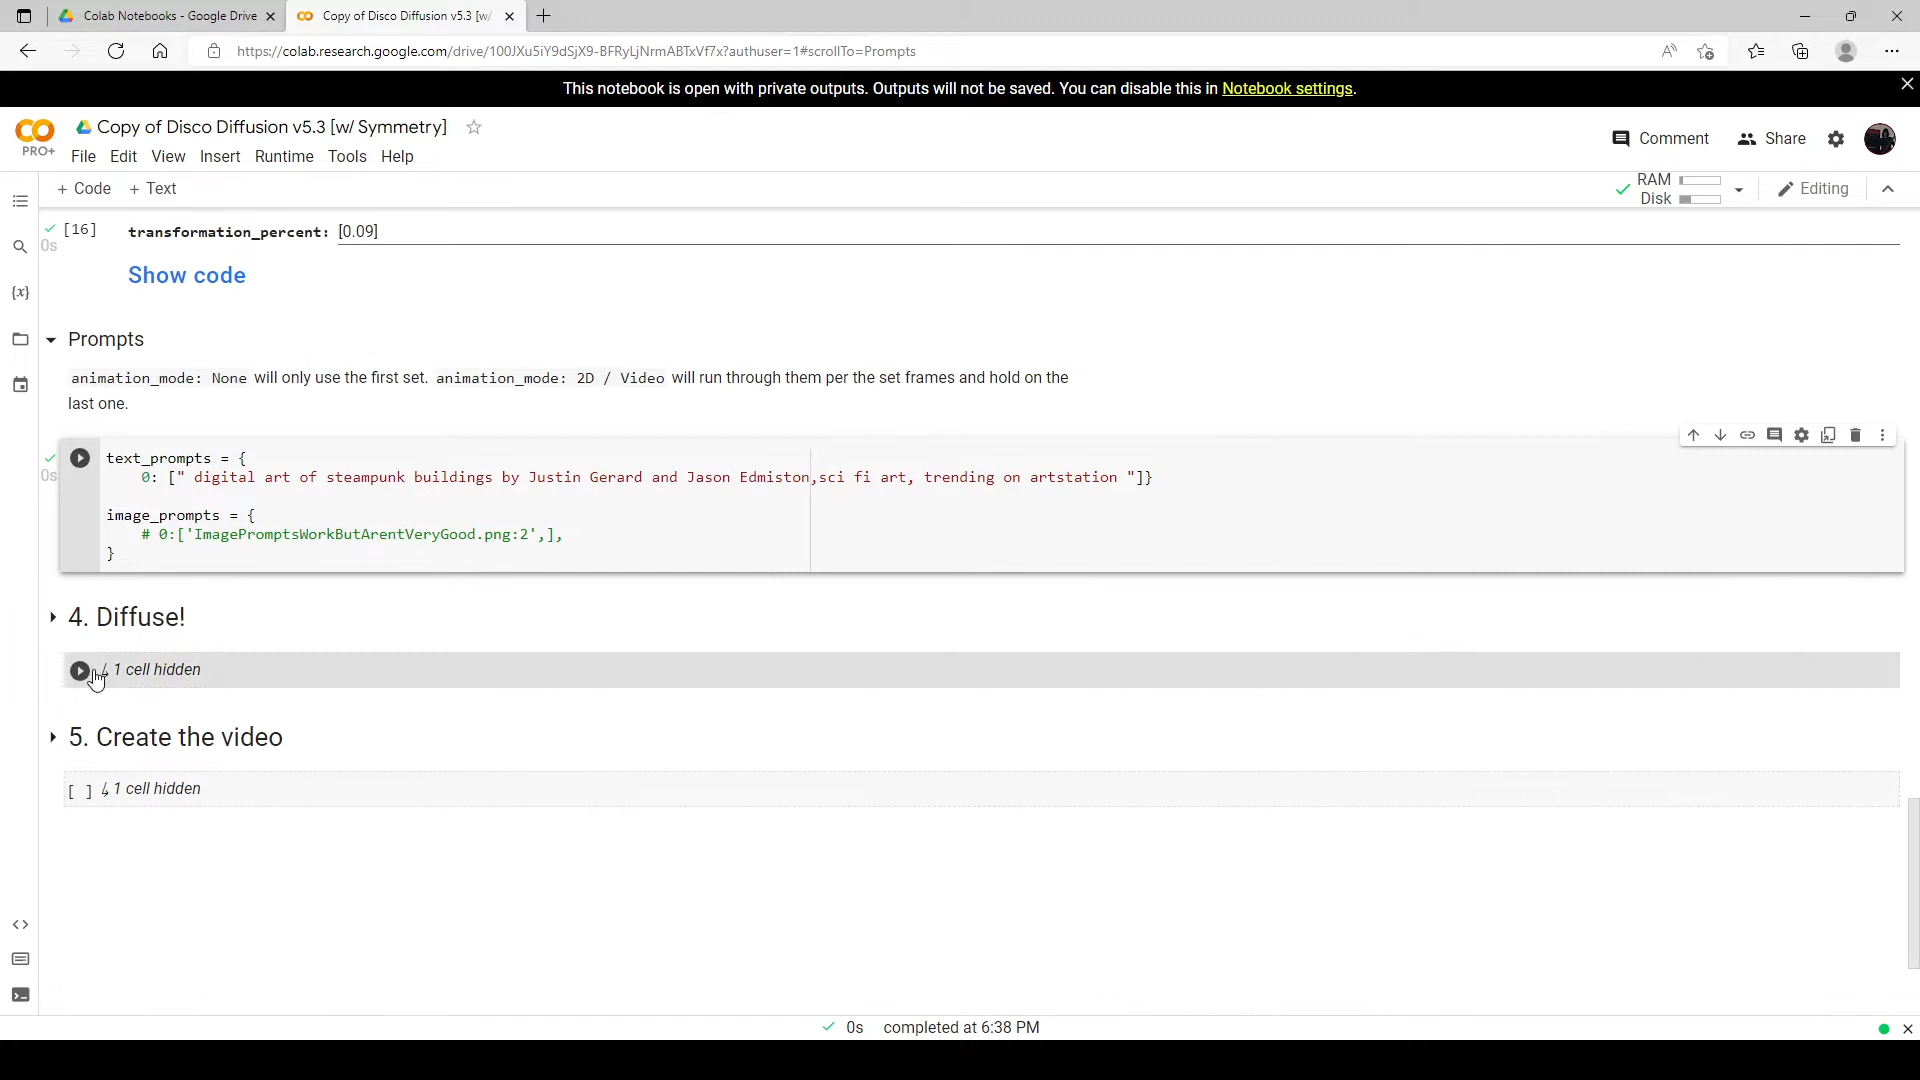 Colab Notebooks - Google Drive
Copy of Disco Diffusion v5.3 [w/
https://colab.research.google.com/drive/100JXu5iY9dSjX9-BFRyLjNrmABTxVf7x?authuser=1#scrollTo=Prompts
This notebook is open with private outputs. Outputs will not be saved. You can disable this in Notebook settings.
Copy of Disco Diffusion v5.3 [w/ Symmetry]
PRO+
File Edit View Insert Runtime Tools Help
Comment Share
+ Code + Text
RAM
Disk
Editing
[16] transformation_percent: [0.09]
0s
Show code
{x}
Prompts
animation_mode: None will only use the first set. animation_mode: 2D / Video will run through them per the set frames and hold on the
last one.
text_prompts = {
0s
0: [" digital art of steampunk buildings by Justin Gerard and Jason Edmiston,sci fi art, trending on artstation "]}
image_prompts = {
# 0:['ImagePromptsWorkButArentVeryGood.png:2',],
}
4. Diffuse!
1 cell hidden
5. Create the video
[ ] ↳ 1 cell hidden
0s completed at 6:38 PM